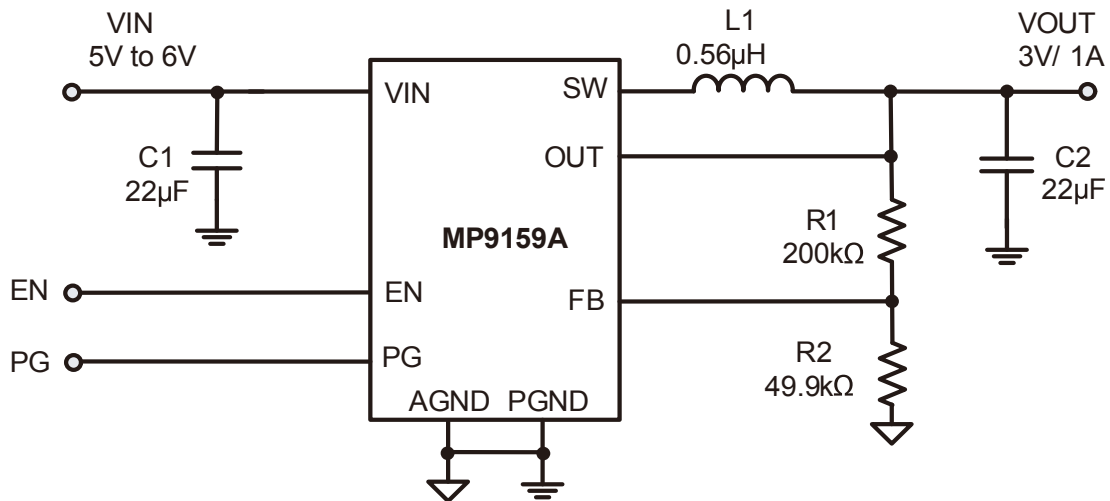 VIN
5V to 6V
L1
0.56µH
VOUT
3V/ 1A
VIN
SW
C1
22µF
OUT
C2
22µF
MP9159A
R1
200kΩ
EN
EN
FB
PG
PG
R2
49.9kΩ
AGND PGND